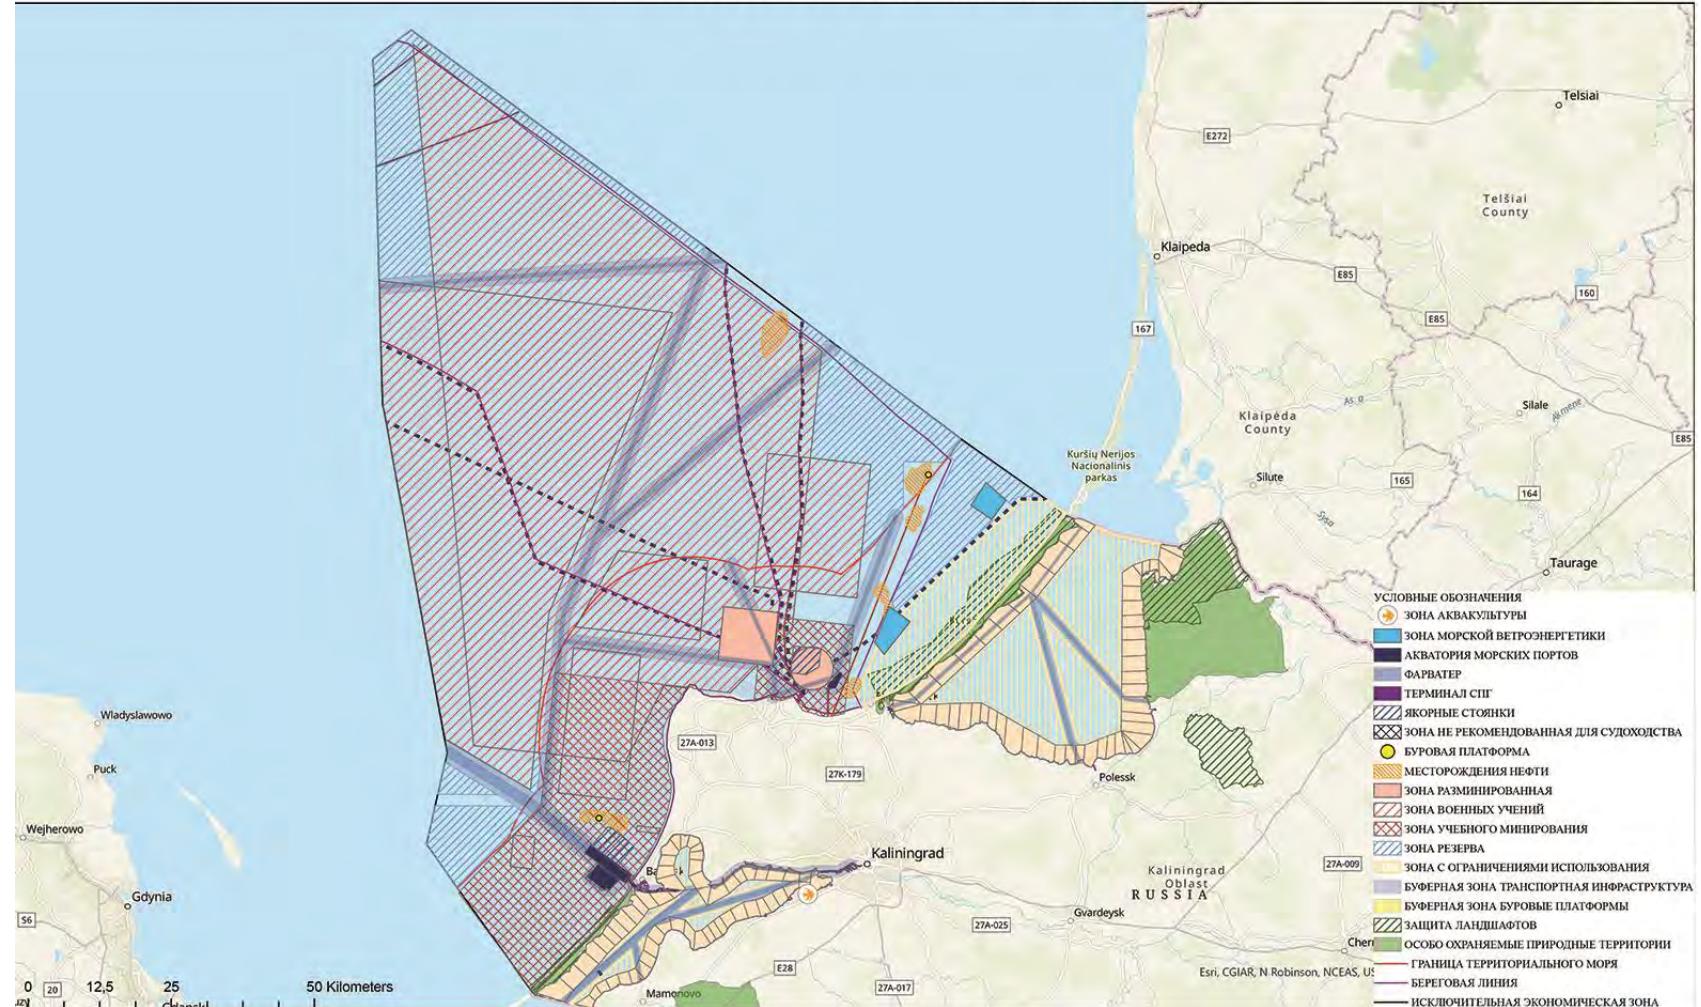 Telsiai
E272
Telšiai
County
Klaipeda
E85
160
E85
167
Silale
Akmenė
Klaipėda
County
E85
Kuršių Nerijos
Nacionalinis
parkas
Silute
165
164
Taurage
Wladyslawowo
Puck
Wejherowo
Gdynia
S6
27A-013
27K-179
Polessk
Kaliningrad
Kaliningrad
Oblast
RUSSIA
27A-009
Gvardeysk
27A-025
E28
27A-017
Mamonovo
Esri, CGIAR, N Robinson, NCEAS, US
0 12,5 25 50 Kilometers
20
УСЛОВНЫЕ ОБОЗНАЧЕНИЯ
ЗОНА АКВАКУЛЬТУРЫ
ЗОНА МОРСКОЙ ВЕТРОЭНЕРГЕТИКИ
АКВАТОРИЯ МОРСКИХ ПОРТОВ
ФАРВАТЕР
ТЕРМИНАЛ СПГ
ЯКОРНЫЕ СТОЯНКИ
ЗОНА НЕ РЕКОМЕНДОВАННАЯ ДЛЯ СУДОХОДСТВА
БУРОВАЯ ПЛАТФОРМА
МЕСТОРОЖДЕНИЯ НЕФТИ
ЗОНА РАЗМИНИРОВАННАЯ
ЗОНА ВОЕННЫХ УЧЕНИЙ
ЗОНА УЧЕБНОГО МИНИРОВАНИЯ
ЗОНА РЕЗЕРВА
ЗОНА С ОГРАНИЧЕНИЯМИ ИСПОЛЬЗОВАНИЯ
БУФЕРНАЯ ЗОНА ТРАНСПОРТНАЯ ИНФРАСТРУКТУРА
БУФЕРНАЯ ЗОНА БУРОВЫЕ ПЛАТФОРМЫ
ЗАЩИТА ЛАНДШАФТОВ
ОСОБО ОХРАНЯЕМЫЕ ПРИРОДНЫЕ ТЕРРИТОРИИ
ГРАНИЦА ТЕРРИТОРИАЛЬНОГО МОРЯ
БЕРЕГОВАЯ ЛИНИЯ
ИСКЛЮЧИТЕЛЬНАЯ ЭКОНОМИЧЕСКАЯ ЗОНА